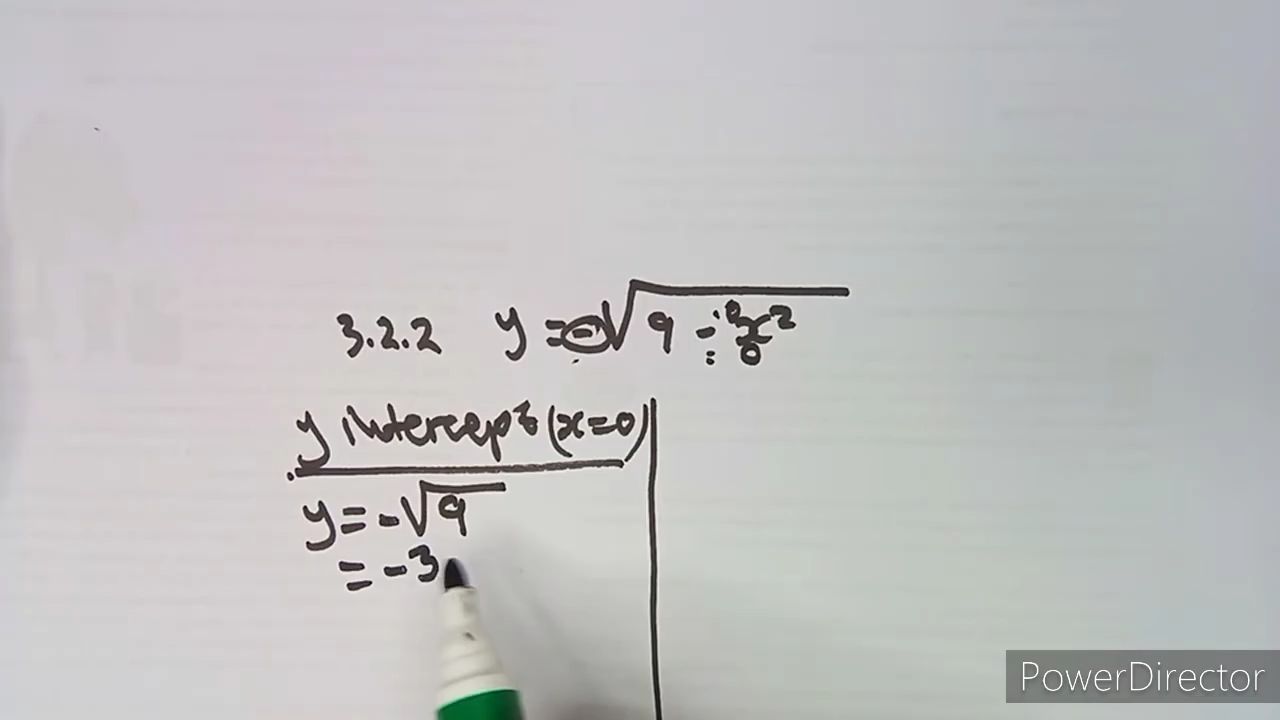 3.2.2 y = -√9 - x²
y intercept (x=0)
y = -√9
= -3
PowerDirector